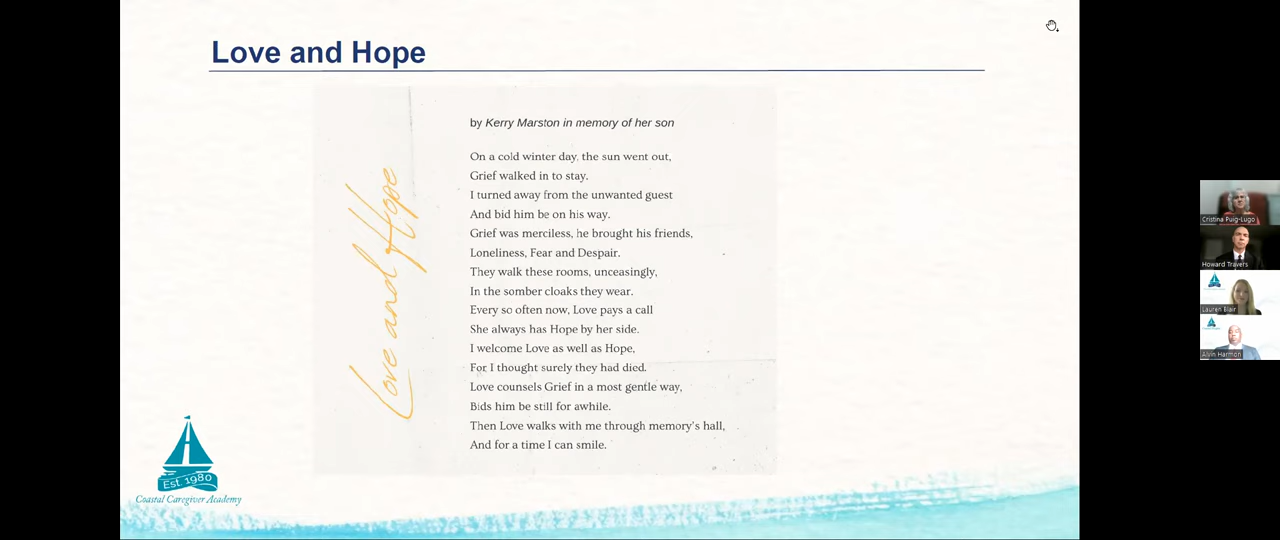 Love and Hope
Love and Hope
by Kerry Marston in memory of her son
On a cold winter day, the sun went out,
Grief walked in to stay.
I turned away from the unwanted guest
And bid him be on his way.
Grief was merciless, he brought his friends,
Loneliness, Fear and Despair.
They walk these rooms, unceasingly,
In the somber cloaks they wear.
Every so often now, Love pays a call
She always has Hope by her side.
I welcome Love as well as Hope,
For I thought surely they had died.
Love counsels Grief in a most gentle way,
Bids him be still for awhile.
Then Love walks with me through memory's hall,
And for a time I can smile.
Est. 1980
Coastal Caregiver Academy
Cristina Puig-Lugo
Howard Travers
Lauren Blair
Alvin Harmon